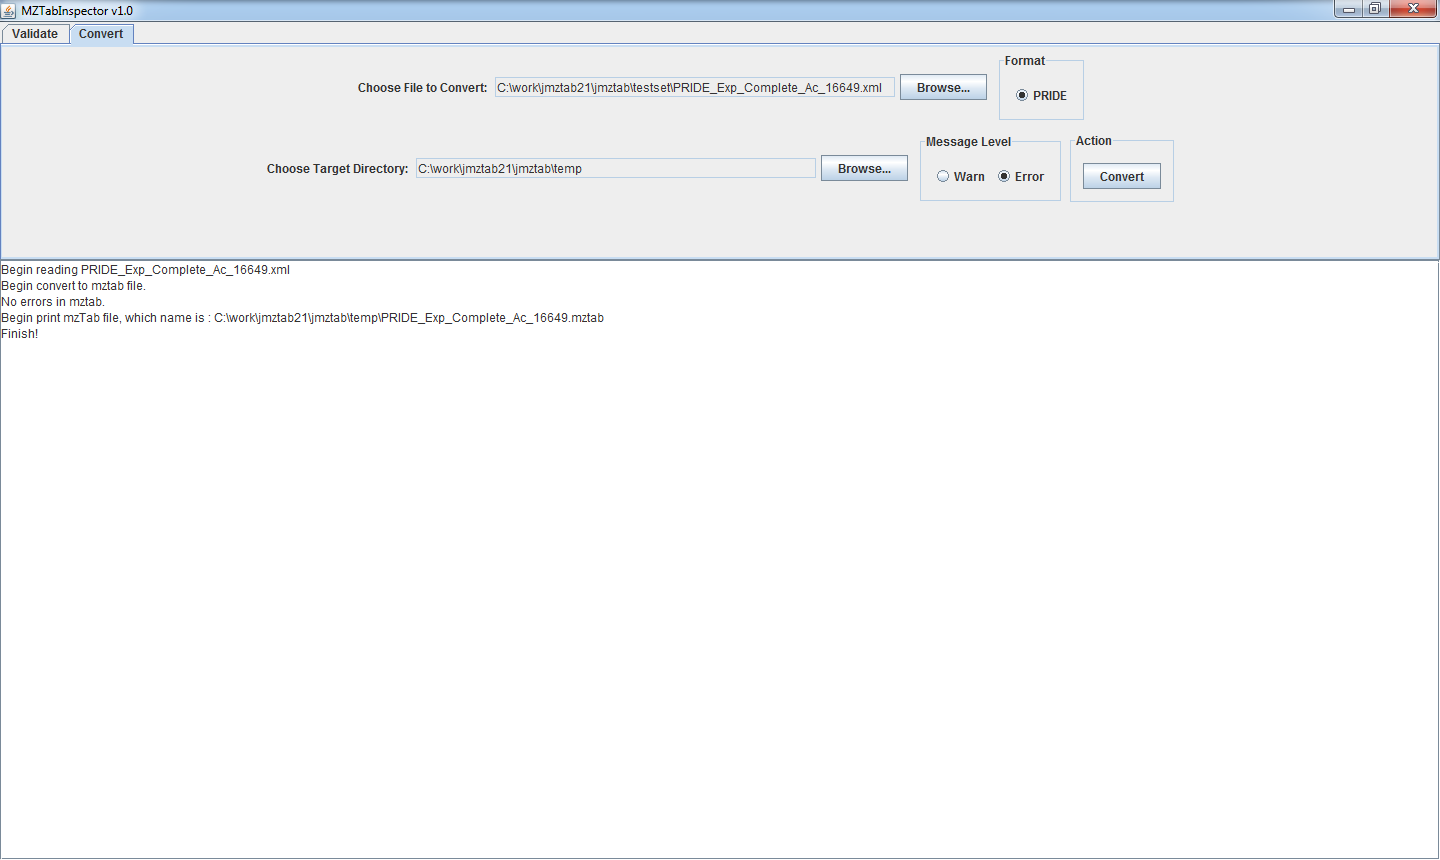 MZTabInspector v1.0
Validate Convert
Format
Choose File to Convert: C:\work\jmztab21\jmztab\testset\PRIDE_Exp_Complete_Ac_16649.xml Browse... PRIDE
Message Level Action
Choose Target Directory: C:\work\jmztab21\jmztab\temp Browse... Warn Error Convert
Begin reading PRIDE_Exp_Complete_Ac_16649.xml
Begin convert to mztab file.
No errors in mztab.
Begin print mzTab file, which name is : C:\work\jmztab21\jmztab\temp\PRIDE_Exp_Complete_Ac_16649.mztab
Finish!